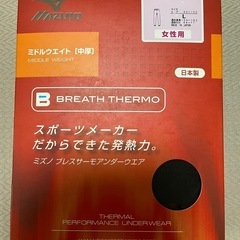 MIZUNO
女性用
ミドルウエイト [中厚]
MIDDLE WEIGHT
日本製
B BREATH THERMO
スポーツメーカー
だからできた発熱力。
ミズノ ブレスサーモアンダーウエア
THERMAL
PERFORMANCE UNDERWEAR